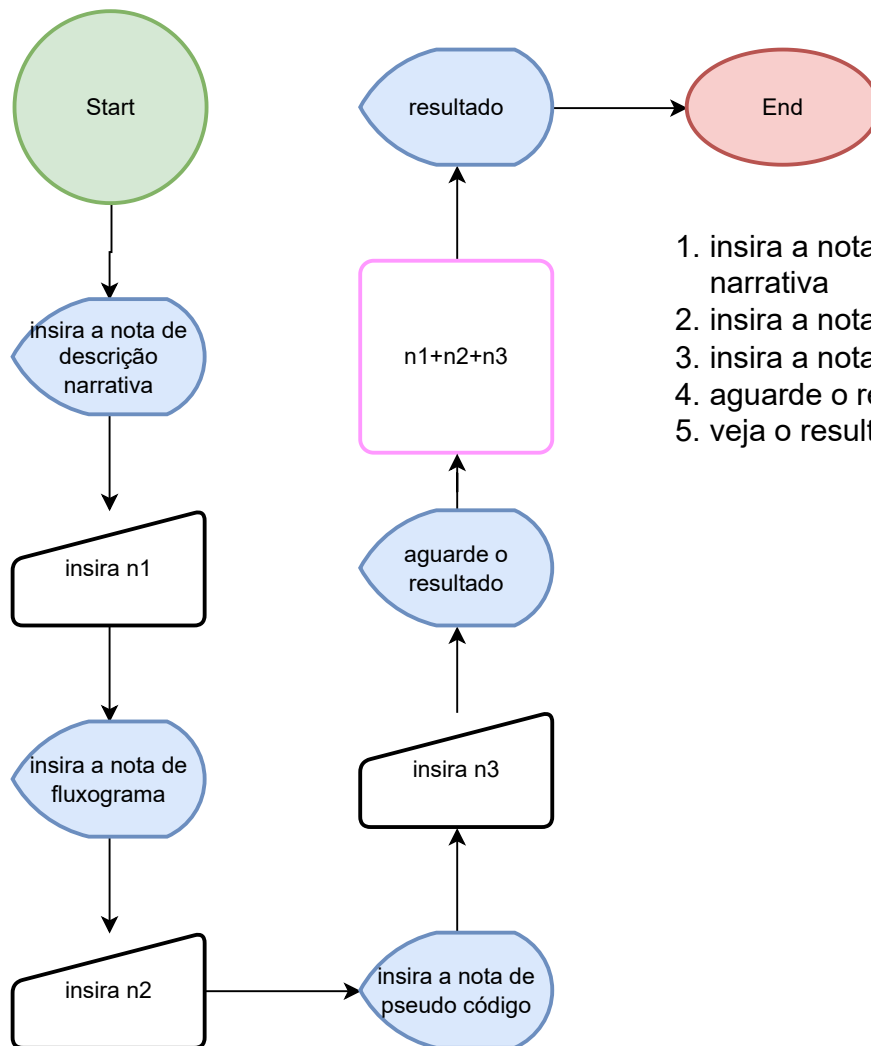 Start
insira a nota de
descrição
narrativa
insira n1
insira a nota de
fluxograma
insira n2
insira a nota de
pseudo código
insira n3
aguarde o
resultado
n1+n2+n3
resultado
End
1. insira a nota
narrativa
2. insira a nota
3. insira a nota
4. aguarde o
5. veja o